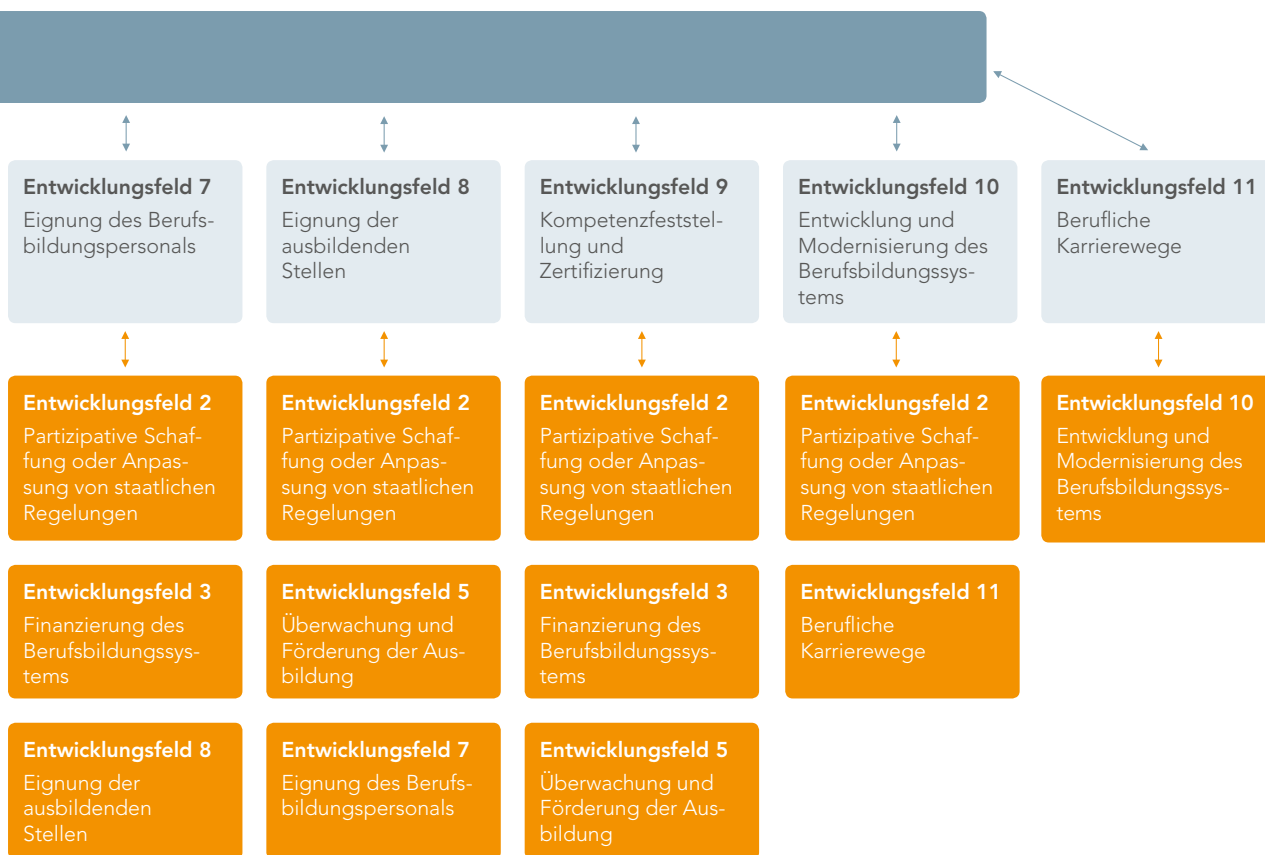 Entwicklungsfeld 7
Eignung des Berufs-
bildungspersonals
Entwicklungsfeld 8
Eignung der
ausbildenden
Stellen
Entwicklungsfeld 9
Kompetenzfeststel-
lung und
Zertifizierung
Entwicklungsfeld 10
Entwicklung und
Modernisierung des
Berufsbildungssys-
tems
Entwicklungsfeld 11
Berufliche
Karrierewege
Entwicklungsfeld 2
Partizipative Schaf-
fung oder Anpas-
sung von staatlichen
Regelungen
Entwicklungsfeld 2
Partizipative Schaf-
fung oder Anpas-
sung von staatlichen
Regelungen
Entwicklungsfeld 2
Partizipative Schaf-
fung oder Anpas-
sung von staatlichen
Regelungen
Entwicklungsfeld 2
Partizipative Schaf-
fung oder Anpas-
sung von staatlichen
Regelungen
Entwicklungsfeld 10
Entwicklung und
Modernisierung des
Berufsbildungssys-
tems
Entwicklungsfeld 3
Finanzierung des
Berufsbildungssys-
tems
Entwicklungsfeld 5
Überwachung und
Förderung der Aus-
bildung
Entwicklungsfeld 3
Finanzierung des
Berufsbildungssys-
tems
Entwicklungsfeld 11
Berufliche
Karrierewege
Entwicklungsfeld 8
Eignung der
ausbildenden
Stellen
Entwicklungsfeld 7
Eignung des Berufs-
bildungspersonals
Entwicklungsfeld 5
Überwachung und
Förderung der Aus-
bildung